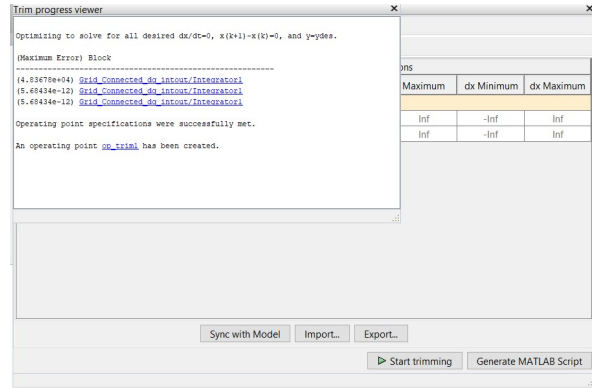 Trim progress viewer
×
×
Optimizing to solve for all desired dx/dt=0, x(k+1)-x(k)=0, and y=ydes.
(Maximum Error) Block
---------------------------------------------------------
(4.83678e+04) Grid_Connected_dq_intout/Integrator1
(5.68434e-12) Grid_Connected_dq_intout/Integrator1
(5.68434e-12) Grid_Connected_dq_intout/Integrator1
Operating point specifications were successfully met.
An operating point op_trim1 has been created.
ons
Maximum dx Minimum dx Maximum
Inf -Inf Inf
Inf -Inf Inf
Sync with Model Import... Export...
Start trimming Generate MATLAB Script